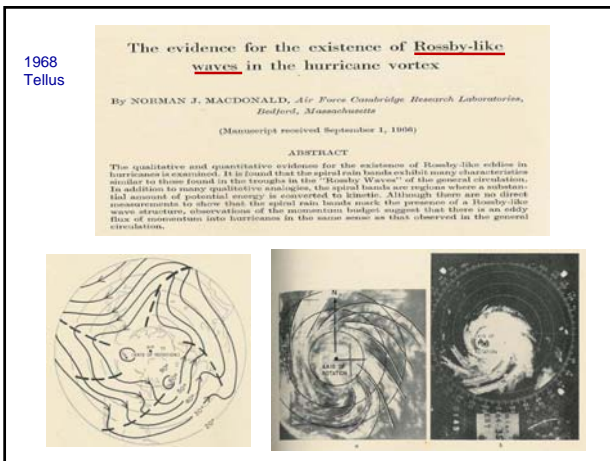 1968
Tellus
The evidence for the existence of Rossby-like
waves in the hurricane vortex
By NORMAN J. MACDONALD, Air Force Cambridge Research Laboratories,
Bedford, Massachusetts
(Manuscript received September 1, 1966)
ABSTRACT
The qualitative and quantitative evidence for the existence of Rossby-like eddies in
hurricanes is examined. It is found that the spiral rain bands exhibit many characteristics
similar to those found in the troughs in the "Rossby Waves" of the general circulation.
In addition to many qualitative analogies, the spiral bands are regions where a substan-
tial amount of potential energy is converted to kinetic. Although there are no direct
measurements to show that the spiral rain bands mark the presence of a Rossby-like
wave structure, observations of the momentum budget suggest that there is an eddy
flux of momentum into hurricanes in the same sense as that observed in the general
circulation.
N
AXIS OF
ROTATION
AXIS OF
ROTATION
a
b